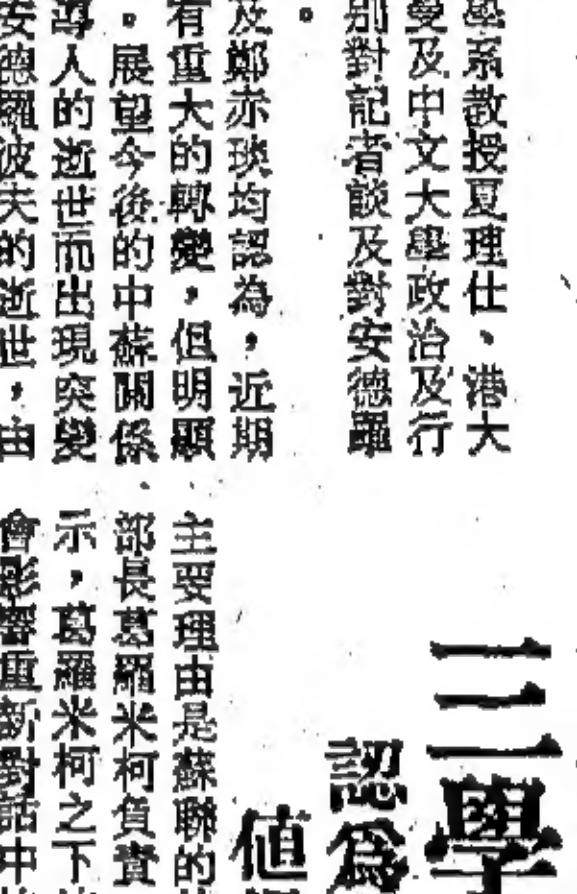 學系教授夏理仕、港大
愛及中文大學政治及行
別對記者談及對安德羅
。
及鄭赤琰均認為，近期
有重大的轉變，但明顯
。展望今後的中蘇關係
導人的逝世而出現突變
安德羅波夫的逝世，由
三學
認爲
值
主要理由是蘇聯的
部長葛羅米柯負責
示，葛羅米柯之下
會影響重新對話中